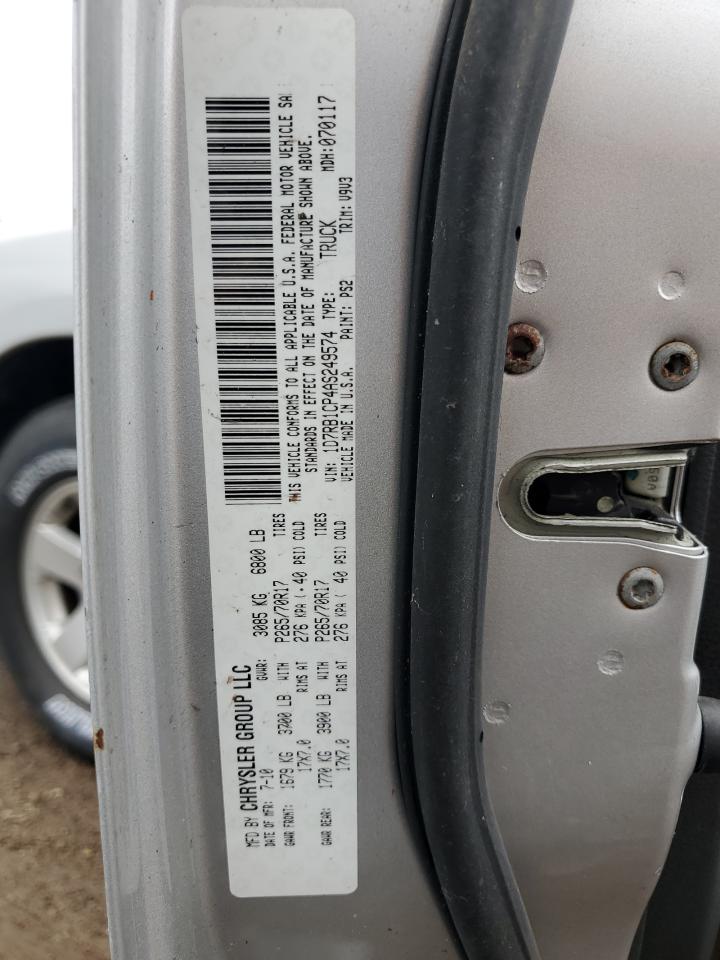 MFD BY CHRYSLER GROUP LLC
DATE OF MFR: 7-10 GVWR: 3085 KG 6800 LB
GAWR FRONT: 1679 KG 3700 LB WITH P265/70R17 TIRES
17X7.0 RIMS AT 276 KPA ( 40 PSI) COLD
GAWR REAR: 1770 KG 3900 LB WITH P265/70R17 TIRES
17X7.0 RIMS AT 276 KPA ( 40 PSI) COLD
THIS VEHICLE CONFORMS TO ALL APPLICABLE U.S.A. FEDERAL MOTOR VEHICLE SA
STANDARDS IN EFFECT ON THE DATE OF MANUFACTURE SHOWN ABOVE.
VIN: 1D7RB1CP4AS249574 TYPE: TRUCK MDH:070117
VEHICLE MADE IN U.S.A. PAINT: PS2 TRIM: V9V3